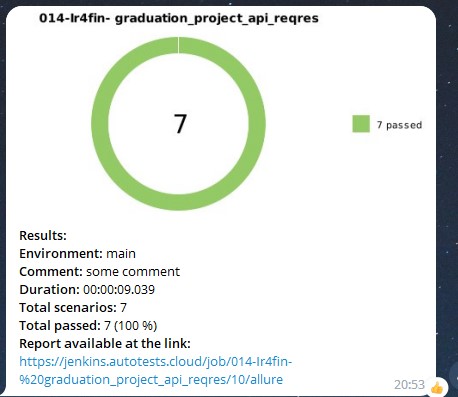 014-Ir4fin- graduation_project_api_reqres
7
7 passed
Results:
Environment: main
Comment: some comment
Duration: 00:00:09.039
Total scenarios: 7
Total passed: 7 (100 %)
Report available at the link:
https://jenkins.autotests.cloud/job/014-Ir4fin-
%20graduation_project_api_reqres/10/allure
20:53